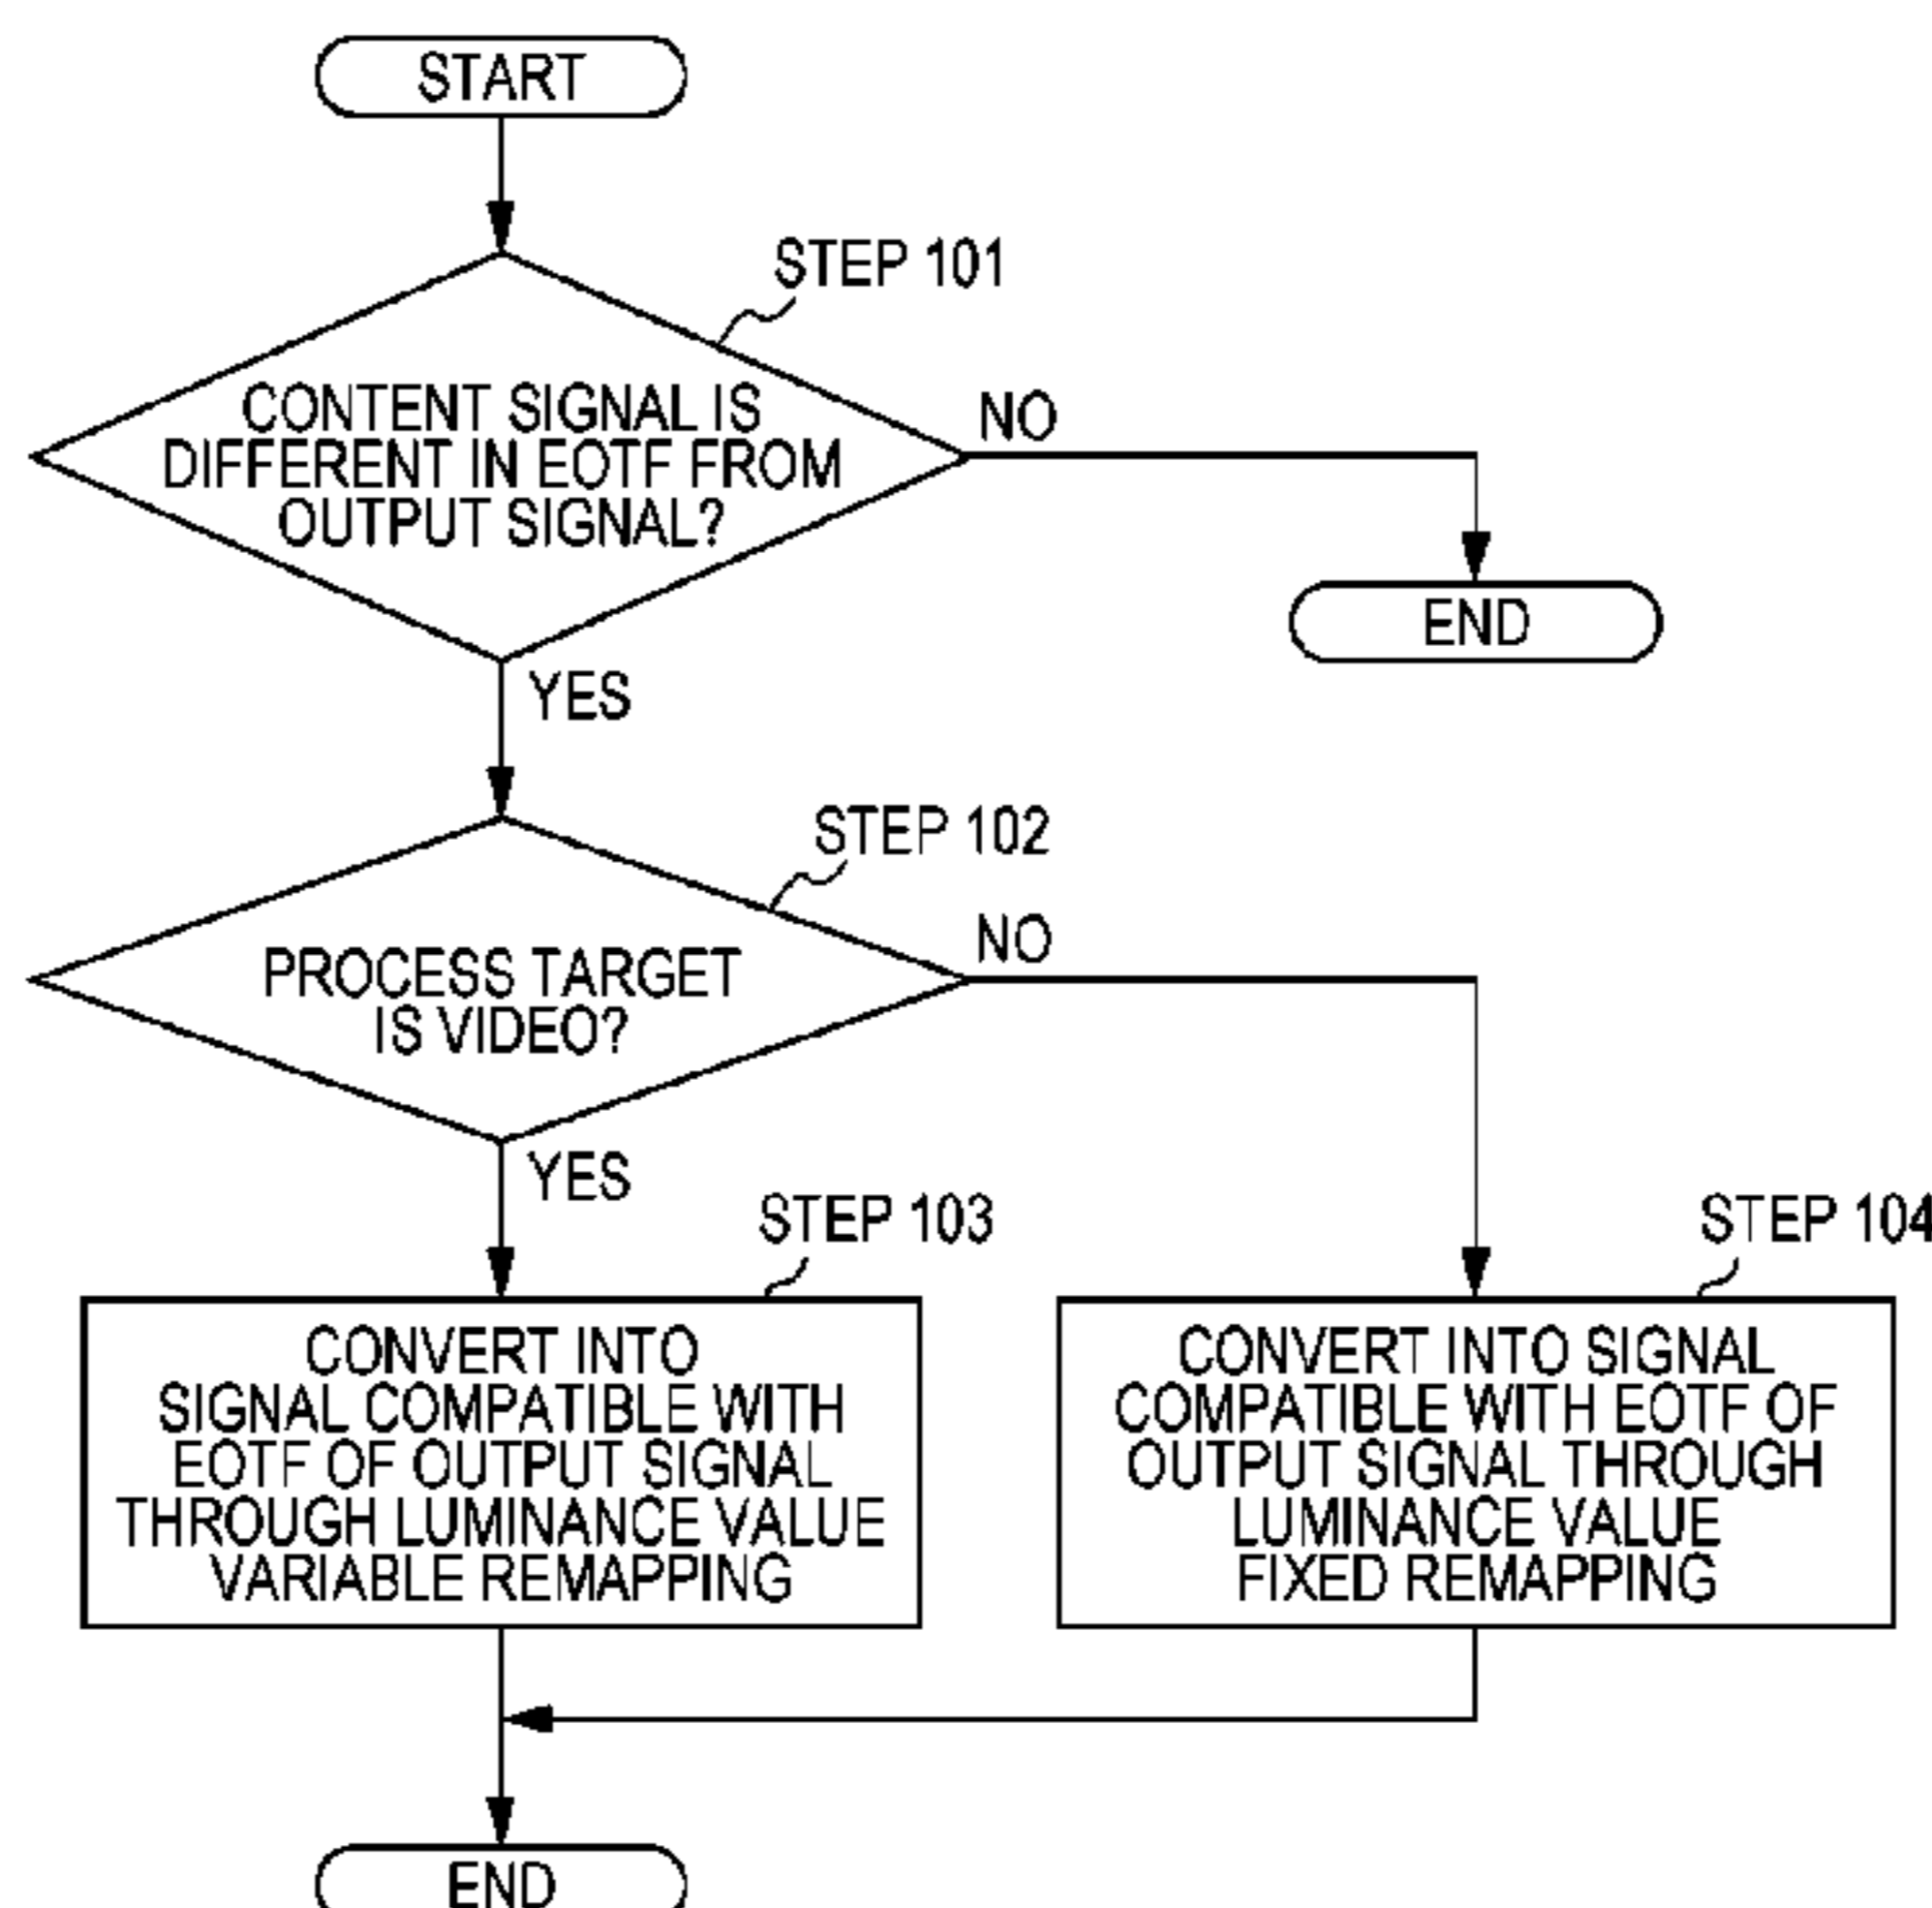 START
STEP 101
CONTENT SIGNAL IS
DIFFERENT IN EOTF FROM
OUTPUT SIGNAL?
NO
END
YES
STEP 102
PROCESS TARGET
IS VIDEO?
NO
YES
STEP 103
CONVERT INTO
SIGNAL COMPATIBLE WITH
EOTF OF OUTPUT SIGNAL
THROUGH LUMINANCE VALUE
VARIABLE REMAPPING
STEP 104
CONVERT INTO SIGNAL
COMPATIBLE WITH EOTF OF
OUTPUT SIGNAL THROUGH
LUMINANCE VALUE
FIXED REMAPPING
END